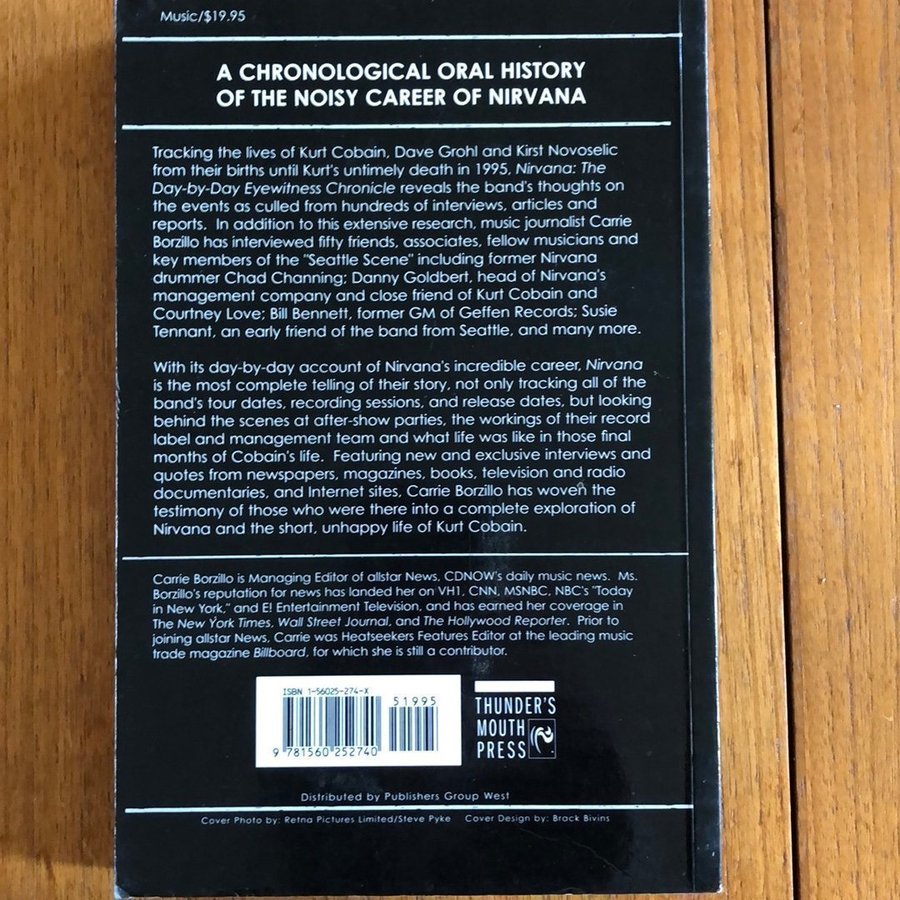 Music/$19.95
A CHRONOLOGICAL ORAL HISTORY
OF THE NOISY CAREER OF NIRVANA
Tracking the lives of Kurt Cobain, Dave Grohl and Kirst Novoselic
from their births until Kurt's untimely death in 1995, Nirvana: The
Day-by-Day Eyewitness Chronicle reveals the band's thoughts on
the events as culled from hundreds of interviews, articles and
reports. In addition to this extensive research, music journalist Carrie
Borzillo has interviewed fifty friends, associates, fellow musicians and
key members of the "Seattle Scene" including former Nirvana
drummer Chad Channing; Danny Goldbert, head of Nirvana's
management company and close friend of Kurt Cobain and
Courtney Love; Bill Bennett, former GM of Geffen Records; Susie
Tennant, an early friend of the band from Seattle, and many more.
With its day-by-day account of Nirvana's incredible career, Nirvana
is the most complete telling of their story, not only tracking all of the
band's tour dates, recording sessions, and release dates, but looking
behind the scenes at after-show parties, the workings of their record
label and management team and what life was like in those final
months of Cobain's life. Featuring new and exclusive interviews and
quotes from newspapers, magazines, books, television and radio
documentaries, and Internet sites, Carrie Borzillo has woven the
testimony of those who were there into a complete exploration of
Nirvana and the short, unhappy life of Kurt Cobain.
Carrie Borzillo is Managing Editor of allstar News, CDNOW's daily music news. Ms.
Borzillo's reputation for news has landed her on VH1, CNN, MSNBC, NBC's "Today
in New York," and E! Entertainment Television, and has earned her coverage in
The New York Times, Wall Street Journal, and The Hollywood Reporter. Prior to
joining allstar News, Carrie was Heatseekers Features Editor at the leading music
trade magazine Billboard, for which she is still a contributor.
ISBN 1-56025-274-X
51995
9 781560 252740
THUNDER'S
MOUTH
PRESS
Distributed by Publishers Group West
Cover Photo by: Retna Pictures Limited/Steve Pyke Cover Design by: Brack Bivins